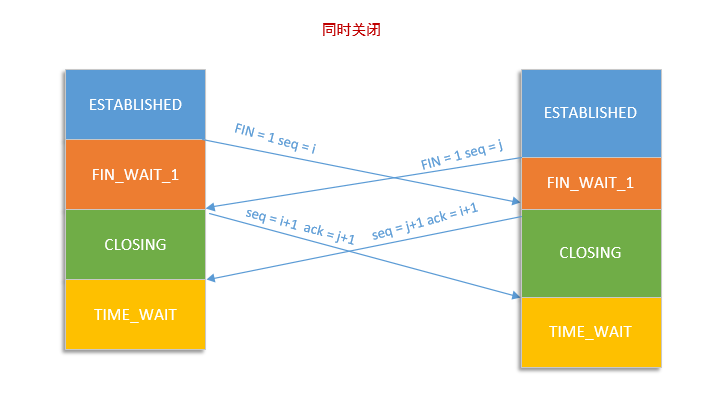 同时关闭
ESTABLISHED
ESTABLISHED
FIN = 1 seq = i
FIN = 1 seq = j
FIN_WAIT_1
FIN_WAIT_1
seq = i+1  ack = j+1
seq = j+1 ack = i+1
CLOSING
CLOSING
TIME_WAIT
TIME_WAIT